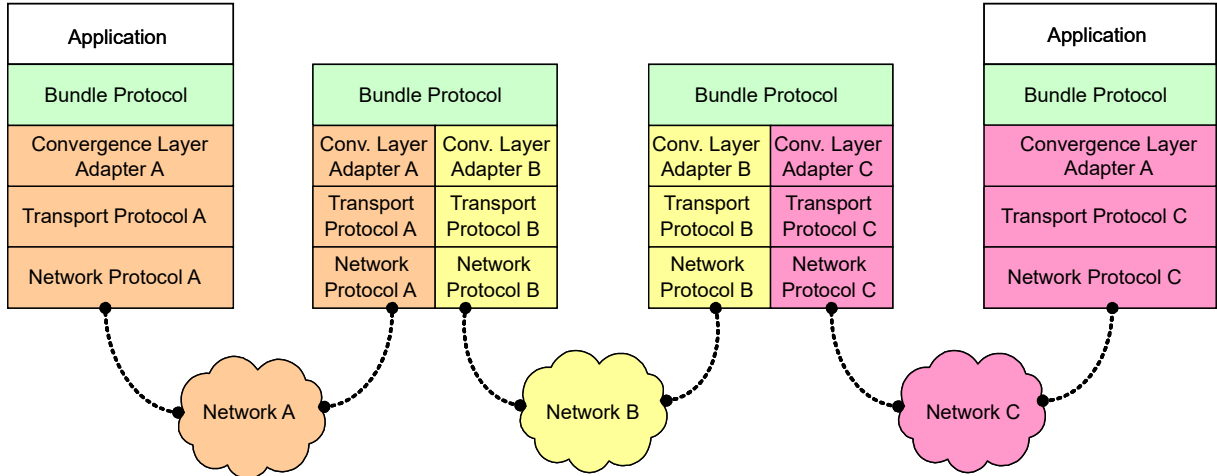 Application
Bundle Protocol
Convergence Layer
Adapter A
Transport Protocol A
Network Protocol A
Bundle Protocol
Conv. Layer
Adapter A
Conv. Layer
Adapter B
Transport
Protocol A
Transport
Protocol B
Network
Protocol A
Network
Protocol B
Bundle Protocol
Conv. Layer
Adapter B
Conv. Layer
Adapter C
Transport
Protocol B
Transport
Protocol C
Network
Protocol B
Network
Protocol C
Application
Bundle Protocol
Convergence Layer
Adapter A
Transport Protocol C
Network Protocol C
Network A
Network B
Network C